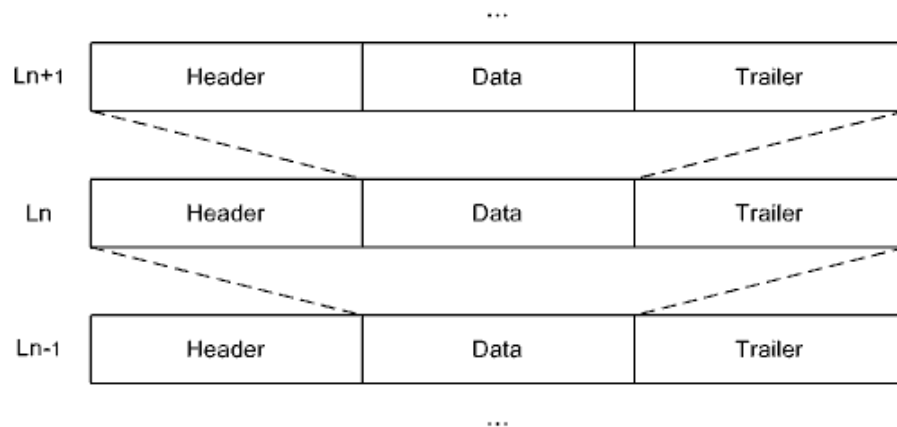 ...
Ln+1 Header Data Trailer
Ln Header Data Trailer
Ln-1 Header Data Trailer
...